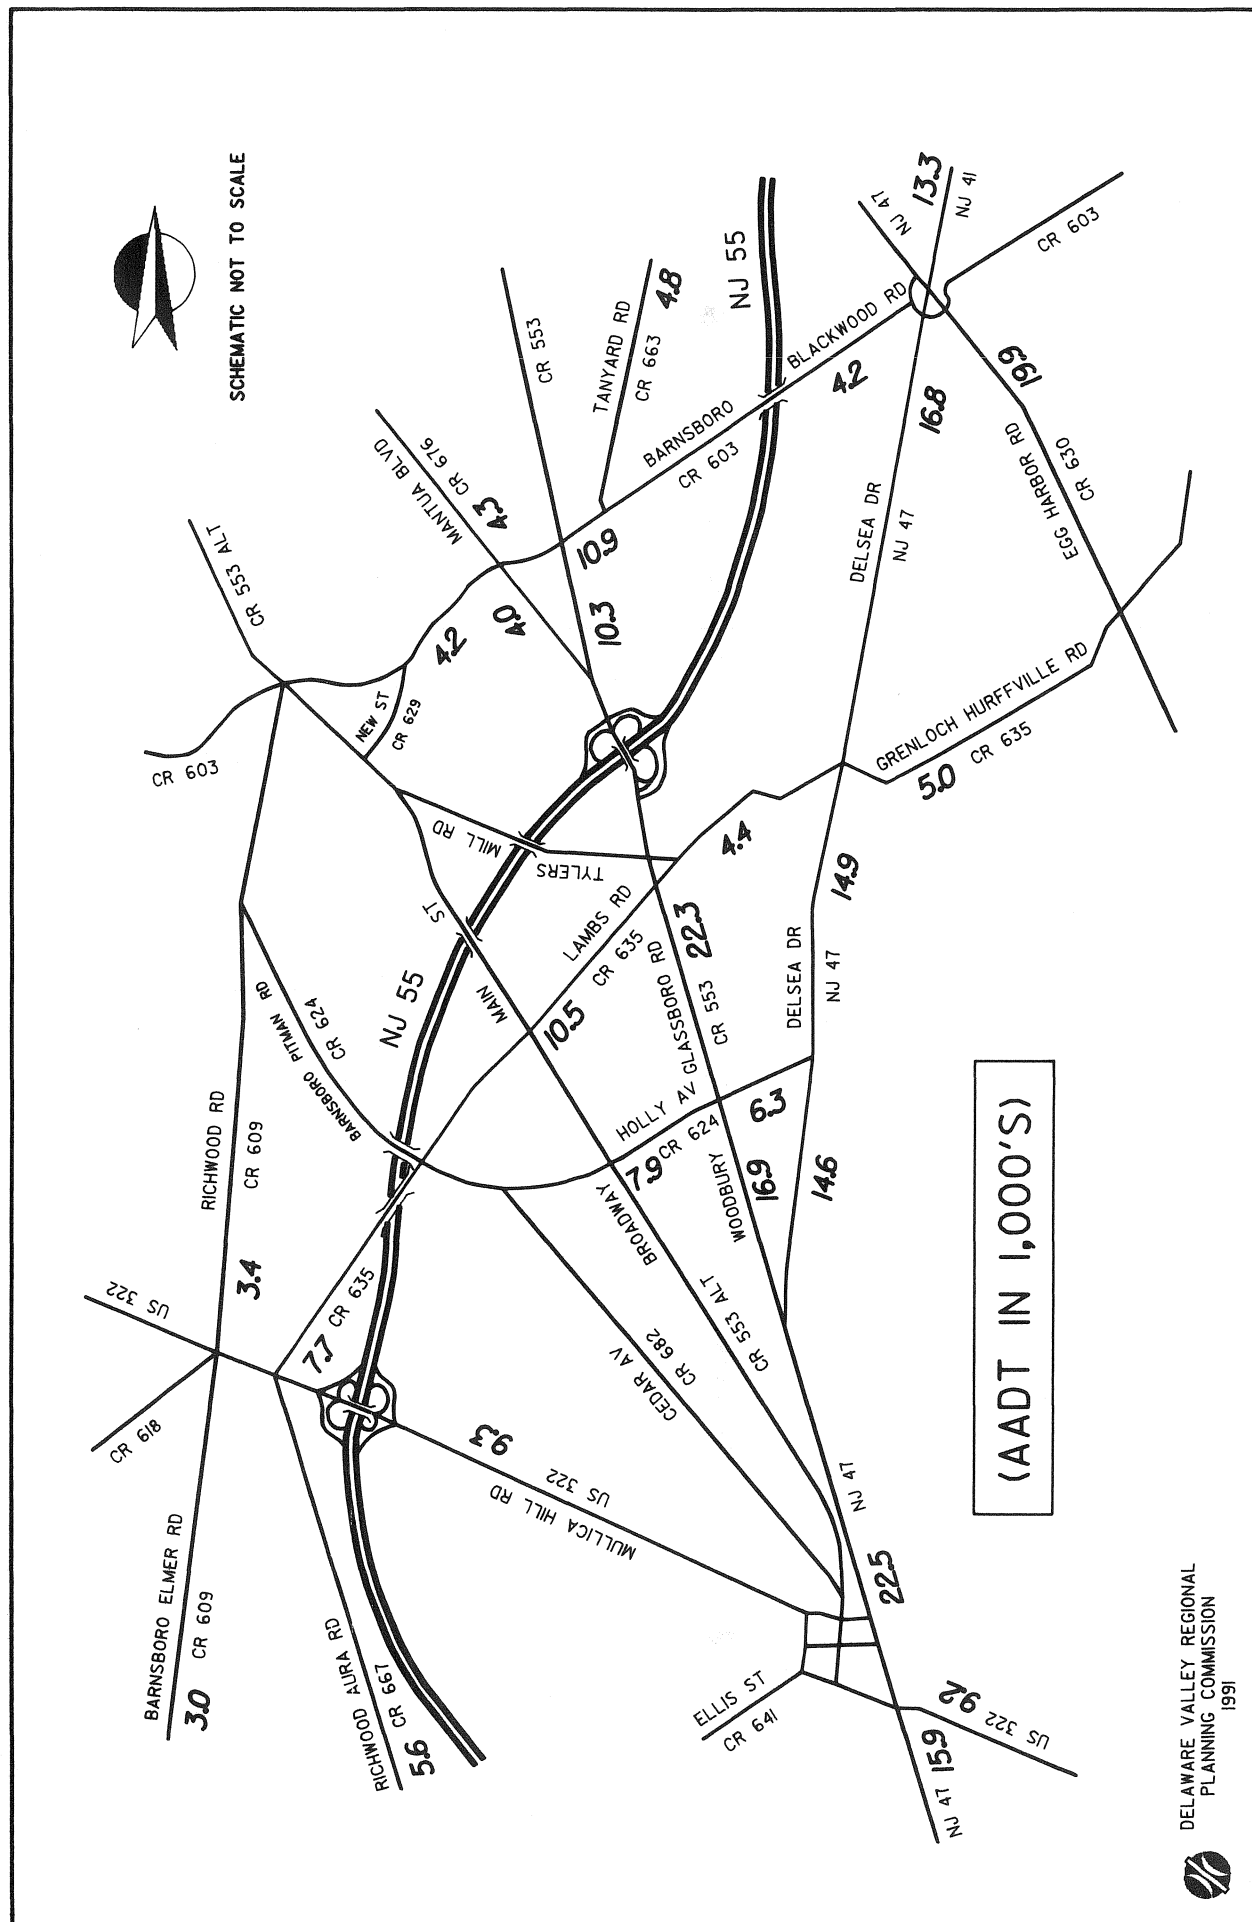 SCHEMATIC NOT TO SCALE
NJ 47
13.3
NJ 41
CR 603
NJ 55
BLACKWOOD RD
4.2
19.9
16.8
CR 553
TANYARD RD
CR 663
4.8
BARNSBORO
CR 603
MANTUA BLVD
CR 676
4.3
10.9
10.3
4.0
4.2
CR 553 ALT
NEW ST
CR 629
CR 603
DELSEA DR
NJ 47
EGG HARBOR RD
CR 630
GRENLOCH HURFFVILLE RD
CR 635
5.0
TYLERS
MILL RD
4.4
14.9
LAMBS RD
CR 635
22.3
MAIN
ST
NJ 55
10.5
BARNSBORO PITMAN RD
CR 624
RICHWOOD RD
CR 609
3.4
DELSEA DR
NJ 47
HOLLY AV
CR 624
WOODBURY
GLASSBORO RD
CR 553
6.3
7.9
16.9
14.6
BROADWAY
CR 553 ALT
CEDAR AV
CR 682
US 322
CR 618
7.7
CR 635
9.3
MULLICA HILL RD
US 322
BARNSBORO ELMER RD
3.0
CR 609
RICHWOOD AURA RD
5.6
CR 667
NJ 47
22.5
ELLIS ST
CR 641
9.2
US 322
NJ 47
15.9
(AADT IN 1,000'S)
DELAWARE VALLEY REGIONAL
PLANNING COMMISSION
1991